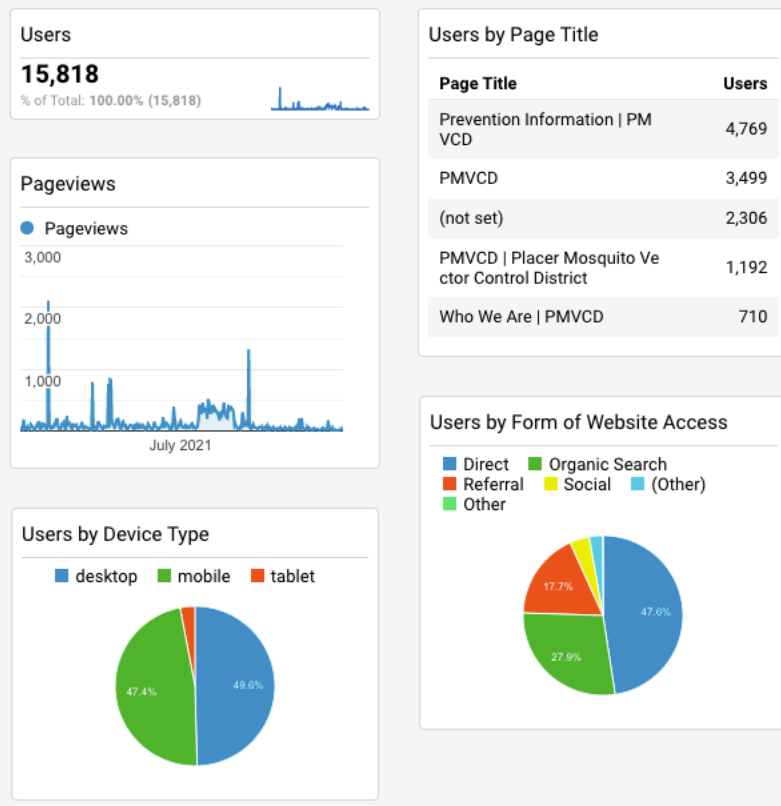 Users
15,818
% of Total: 100.00% (15,818)
Pageviews
Pageviews
3,000
2,000
1,000
July 2021
Users by Device Type
desktop mobile tablet
47.4% 49.6%
Users by Page Title
Page Title Users
Prevention Information | PM
VCD 4,769
PMVCD 3,499
(not set) 2,306
PMVCD | Placer Mosquito Ve
ctor Control District 1,192
Who We Are | PMVCD 710
Users by Form of Website Access
Direct Organic Search
Referral Social (Other)
Other
17.7%
47.6%
27.9%